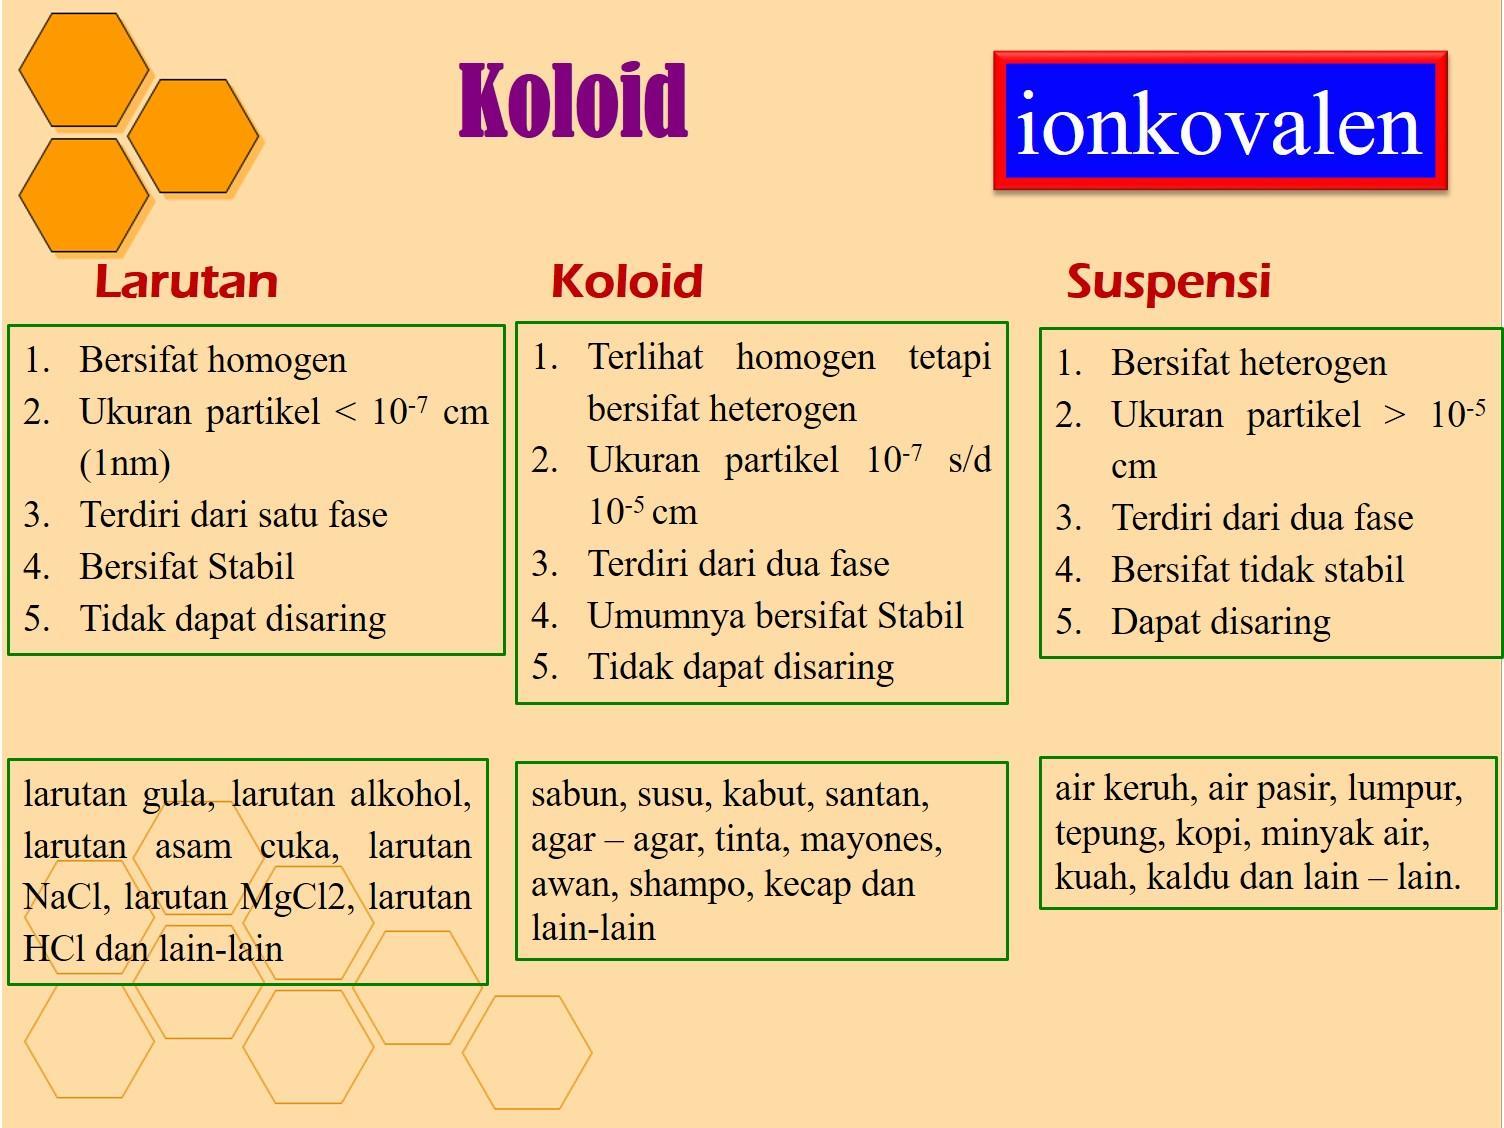 Koloid
ionkovalen
Larutan
1. Bersifat homogen
2. Ukuran partikel < 10⁻⁷ cm
(1nm)
3. Terdiri dari satu fase
4. Bersifat Stabil
5. Tidak dapat disaring
larutan gula, larutan alkohol,
larutan asam cuka, larutan
NaCl, larutan MgCl2, larutan
HCl dan lain-lain
Koloid
1. Terlihat homogen tetapi
bersifat heterogen
2. Ukuran partikel 10⁻⁷ s/d
10⁻⁵ cm
3. Terdiri dari dua fase
4. Umumnya bersifat Stabil
5. Tidak dapat disaring
sabun, susu, kabut, santan,
agar – agar, tinta, mayones,
awan, shampo, kecap dan
lain-lain
Suspensi
1. Bersifat heterogen
2. Ukuran partikel > 10⁻⁵
cm
3. Terdiri dari dua fase
4. Bersifat tidak stabil
5. Dapat disaring
air keruh, air pasir, lumpur,
tepung, kopi, minyak air,
kuah, kaldu dan lain – lain.